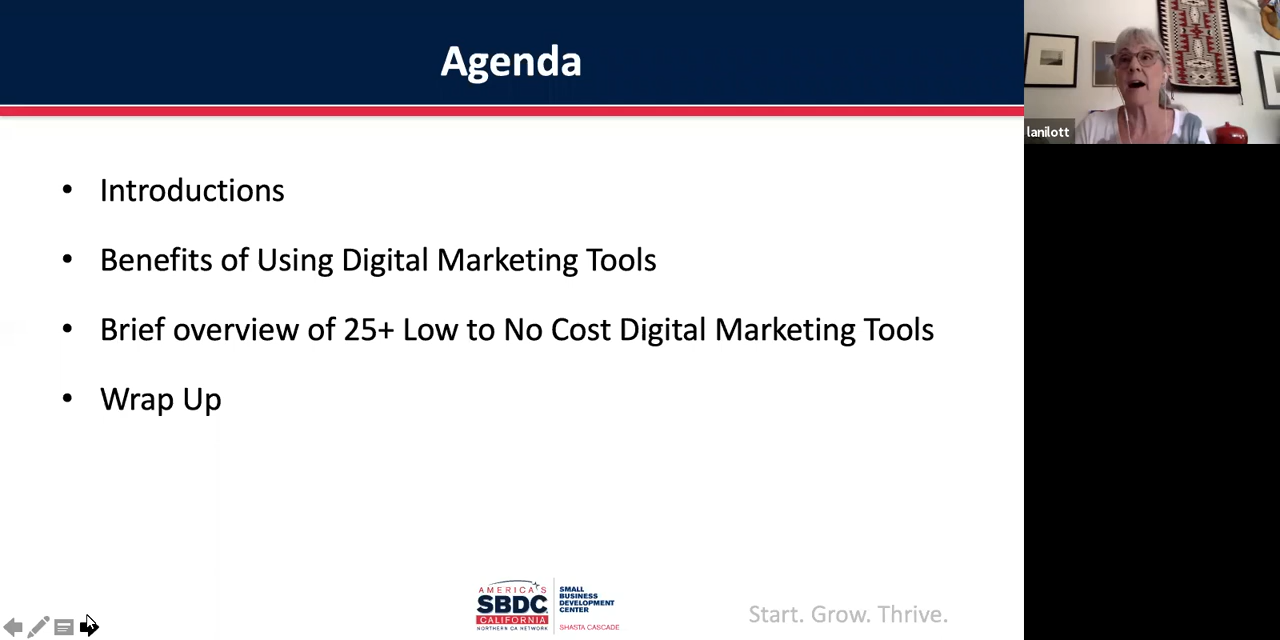 Agenda
• Introductions
• Benefits of Using Digital Marketing Tools
• Brief overview of 25+ Low to No Cost Digital Marketing Tools
• Wrap Up
lanilott
AMERICA'S
SBDC
CALIFORNIA
NORTHERN CA NETWORK
SMALL
BUSINESS
DEVELOPMENT
CENTER
SHASTA CASCADE
Start. Grow. Thrive.